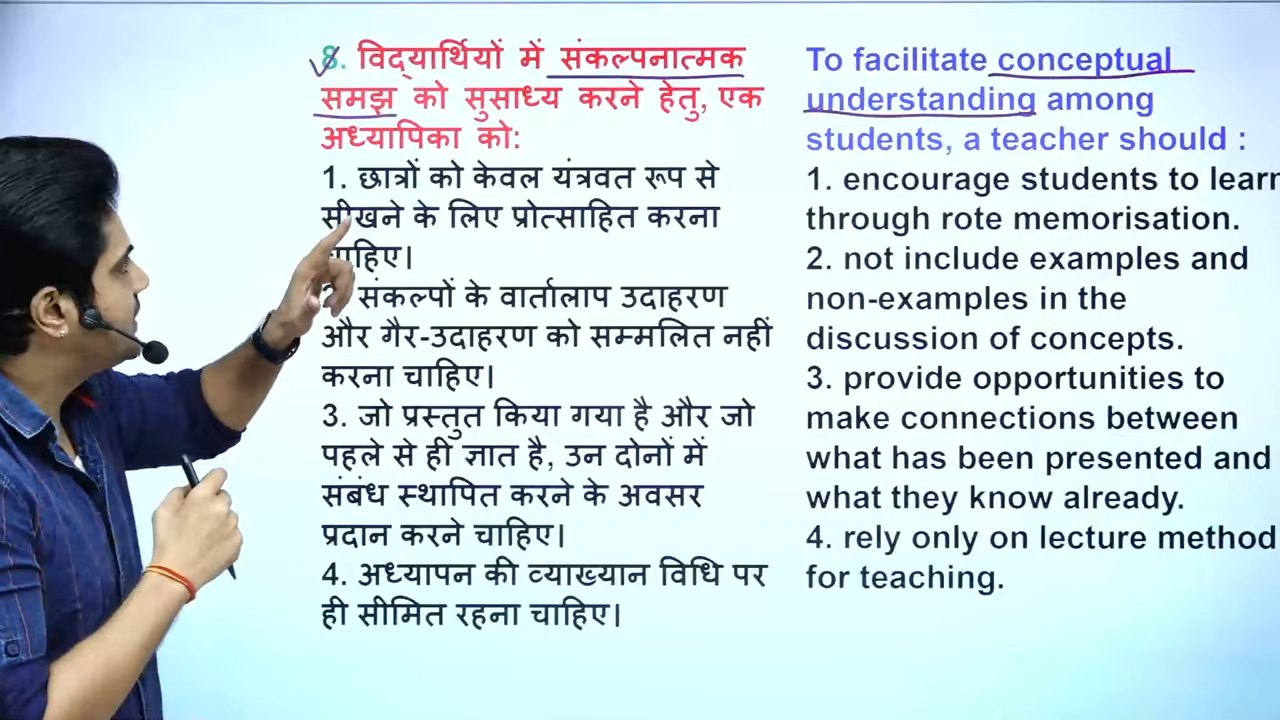 8. विद्यार्थियों में संकल्पनात्मक
समझ को सुसाध्य करने हेतु, एक
अध्यापिका को:
1. छात्रों को केवल यंत्रवत रूप से
सीखने के लिए प्रोत्साहित करना
चाहिए।
2. संकल्पों के वार्तालाप उदाहरण
और गैर-उदाहरण को सम्मलित नहीं
करना चाहिए।
3. जो प्रस्तुत किया गया है और जो
पहले से ही ज्ञात है, उन दोनों में
संबंध स्थापित करने के अवसर
प्रदान करने चाहिए।
4. अध्यापन की व्याख्यान विधि पर
ही सीमित रहना चाहिए।
To facilitate conceptual
understanding among
students, a teacher should :
1. encourage students to learn
through rote memorisation.
2. not include examples and
non-examples in the
discussion of concepts.
3. provide opportunities to
make connections between
what has been presented and
what they know already.
4. rely only on lecture method
for teaching.